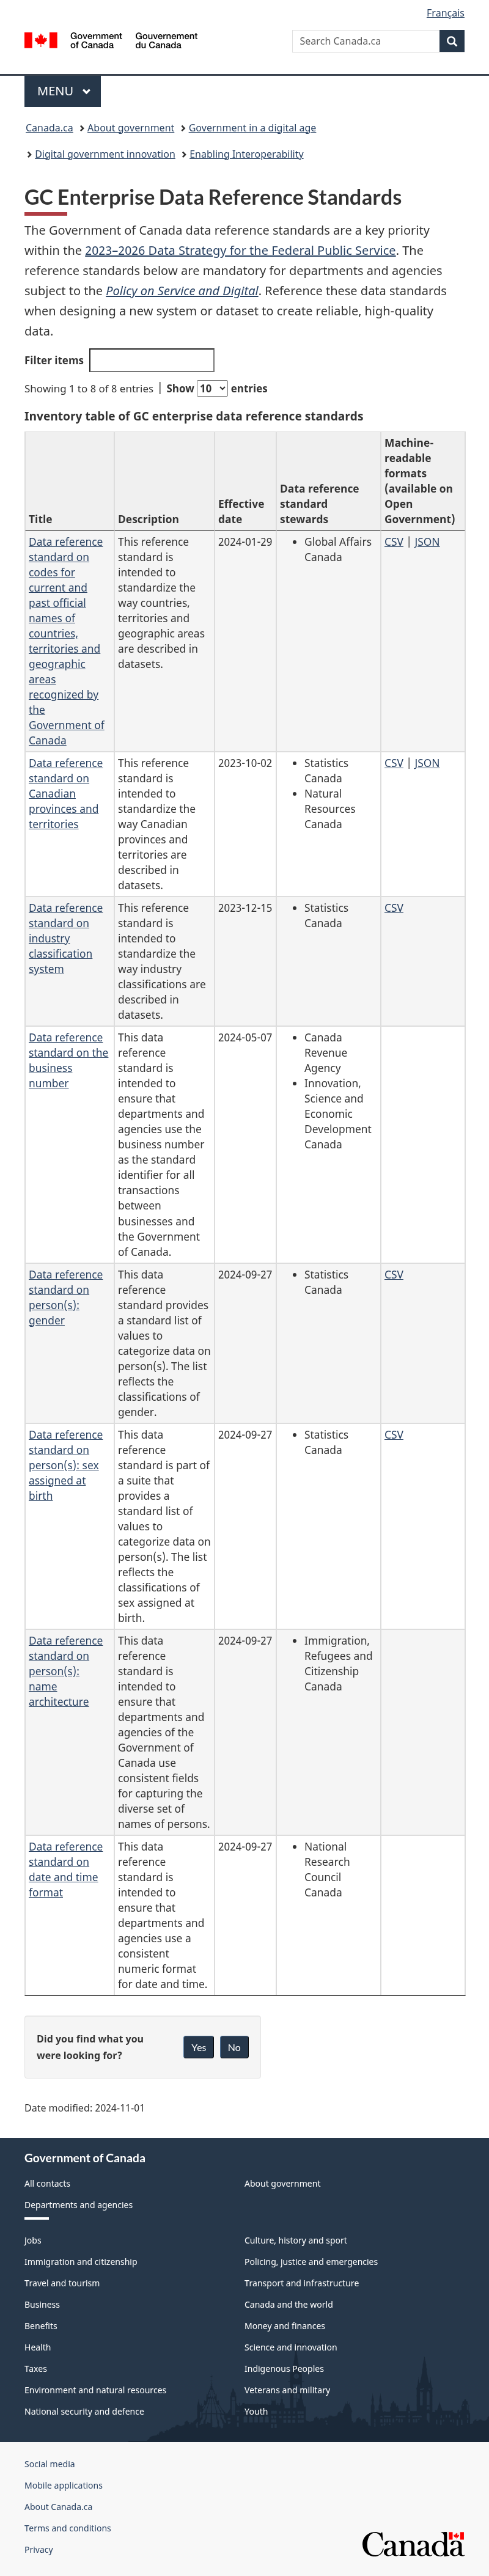 Français
Government of Canada
Gouvernement du Canada
Search Canada.ca
MENU
Canada.ca > About government > Government in a digital age
> Digital government innovation > Enabling Interoperability
GC Enterprise Data Reference Standards
The Government of Canada data reference standards are a key priority
within the 2023–2026 Data Strategy for the Federal Public Service. The
reference standards below are mandatory for departments and agencies
subject to the Policy on Service and Digital. Reference these data standards
when growing a new system or dataset to create reliable, high-quality
data.
Filter items
Showing 1 to 8 of 8 entries | Show 10 entries
Inventory table of GC enterprise data reference standards
Title
Description
Effective
date
Data reference
standard
stewards
Machine-
readable
formats
(available on
Open
Government)
Data reference
standard on
codes for
current and
past official
names of
countries,
territories and
geographic
areas
recognized by
the
Government of
Canada
This reference
standard is
intended to
standardize the
way countries,
territories and
geographic areas
are described in
datasets.
2024-01-29
• Global Affairs
Canada
CSV | JSON
Data reference
standard on
Canadian
provinces and
territories
This reference
standard is
intended to
standardize the
way Canadian
provinces and
territories are
described in
datasets.
2023-10-02
• Statistics
Canada
• Natural
Resources
Canada
CSV | JSON
Data reference
standard on
industry
classification
system
This reference
standard is
intended to
standardize the
way industry
classifications are
described in
datasets.
2023-12-15
• Statistics
Canada
CSV
Data reference
standard on the
business
number
This data
reference
standard is
intended to
ensure that
departments and
agencies use the
business number
as the standard
identifier for all
transactions
between
businesses and
the Government
of Canada.
2024-05-07
• Canada
Revenue
Agency
• Innovation,
Science and
Economic
Development
Canada
Data reference
standard on
person(s):
gender
This data
reference
standard provides
a standard list of
values to
categorize data on
person(s). The list
reflects the
classifications of
gender.
2024-09-27
• Statistics
Canada
CSV
Data reference
standard on
person(s): sex
assigned at
birth
This data
reference
standard is part of
a suite that
provides a
standard list of
values to
categorize data on
person(s). The list
reflects the
classifications of
sex assigned at
birth.
2024-09-27
• Statistics
Canada
CSV
Data reference
standard on
person(s):
name
architecture
This data
reference
standard is
intended to
ensure that
departments and
agencies of the
Government of
Canada use
consistent fields
for capturing the
diverse set of
names of persons.
2024-09-27
• Immigration,
Refugees and
Citizenship
Canada
Data reference
standard on
date and time
format
This data
reference
standard is
intended to
ensure that
departments and
agencies use a
consistent
numeric format
for date and time.
2024-09-27
• National
Research
Council
Canada
Did you find what you
were looking for?
Yes
No
Date modified: 2024-11-01
Government of Canada
All contacts
About government
Departments and agencies
Jobs
Culture, history and sport
Immigration and citizenship
Policing, justice and emergencies
Travel and tourism
Transport and infrastructure
Business
Canada and the world
Benefits
Money and finances
Health
Science and innovation
Taxes
Indigenous Peoples
Environment and natural resources
Veterans and military
National security and defence
Youth
Social media
Mobile applications
About Canada.ca
Terms and conditions
Privacy
Canada